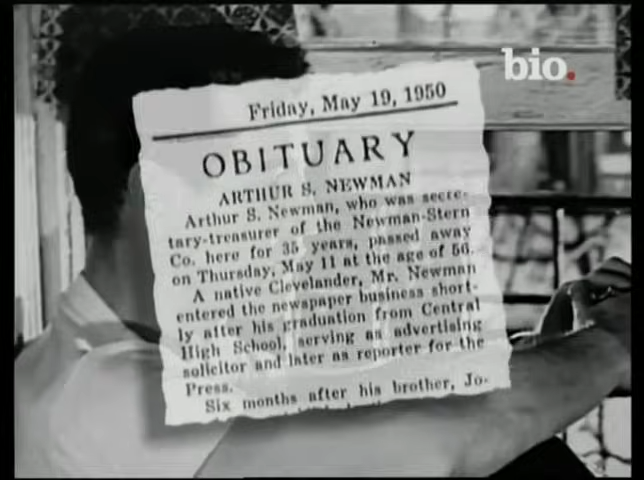 bio.
Friday, May 19, 1950
OBITUARY
ARTHUR S. NEWMAN
Arthur S. Newman, who was secre-
tary-treasurer of the Newman-Stern
Co. here for 35 years, passed away
on Thursday, May 11 at the age of 56.
A native Clevelander, Mr. Newman
entered the newspaper business short-
ly after his graduation from Central
High School, serving as advertising
solicitor and later as reporter for the
Press.
Six months after his brother, Jo-